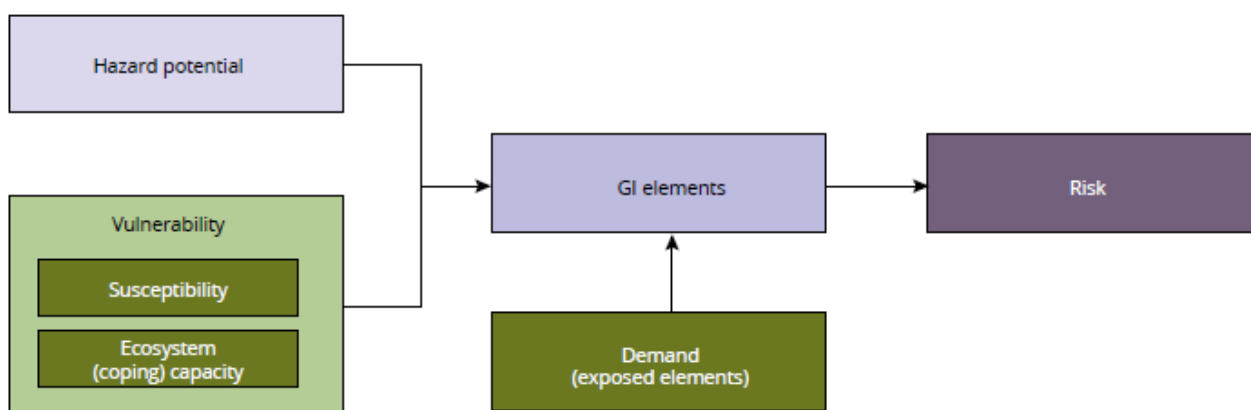 Hazard potential
GI elements
Risk
Vulnerability
Susceptibility
Ecosystem
(coping) capacity
Demand
(exposed elements)